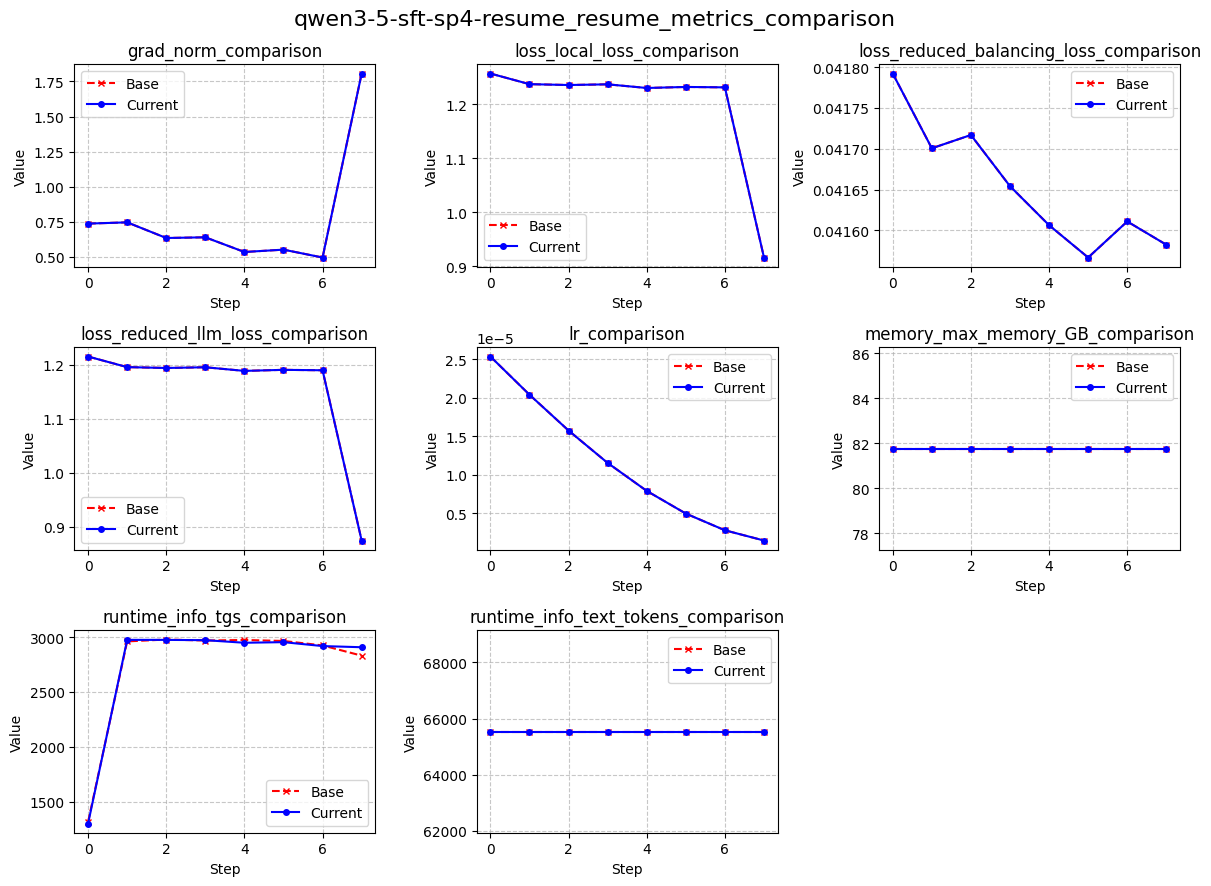 qwen3-5-sft-sp4-resume_resume_metrics_comparison
grad_norm_comparison
1.75
1.50
1.25
1.00
0.75
0.50
Value
0 2 4 6
Step
Base
Current
loss_local_loss_comparison
1.2
1.1
1.0
0.9
Value
0 2 4 6
Step
Base
Current
loss_reduced_balancing_loss_comparison
0.04180
0.04175
0.04170
0.04165
0.04160
Value
0 2 4 6
Step
Base
Current
loss_reduced_llm_loss_comparison
1.2
1.1
1.0
0.9
Value
0 2 4 6
Step
Base
Current
lr_comparison
1e−5
2.5
2.0
1.5
1.0
0.5
Value
0 2 4 6
Step
Base
Current
memory_max_memory_GB_comparison
86
84
82
80
78
Value
0 2 4 6
Step
Base
Current
runtime_info_tgs_comparison
3000
2500
2000
1500
Value
0 2 4 6
Step
Base
Current
runtime_info_text_tokens_comparison
68000
66000
64000
62000
Value
0 2 4 6
Step
Base
Current